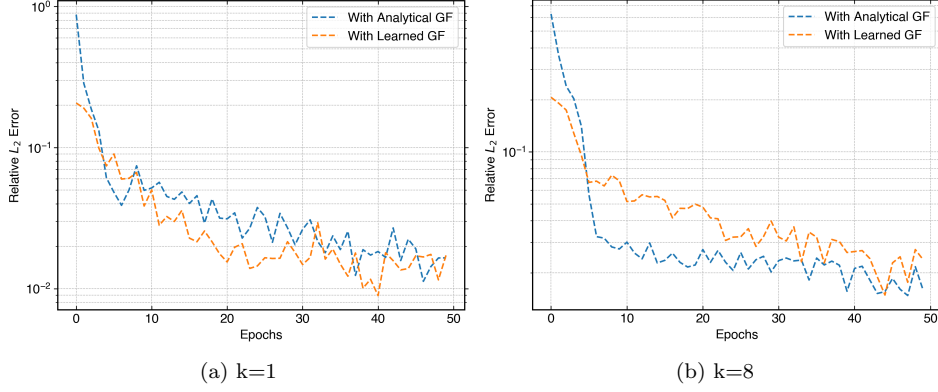 10⁰
10⁻¹
10⁻²
Relative L₂ Error
With Analytical GF
With Learned GF
0 10 20 30 40 50
Epochs
(a) k=1
10⁻¹
Relative L₂ Error
With Analytical GF
With Learned GF
0 10 20 30 40 50
Epochs
(b) k=8